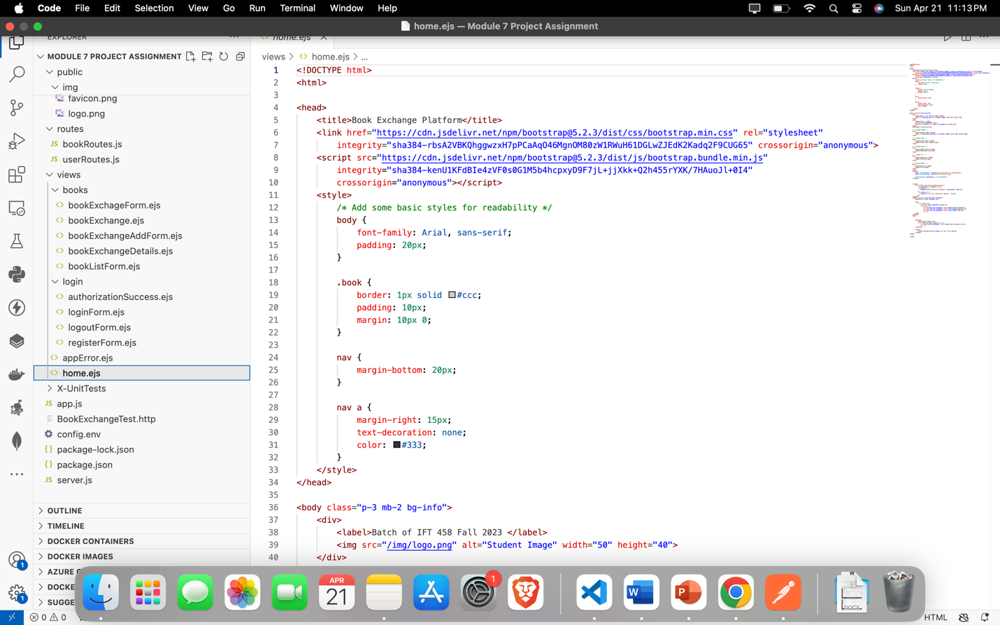 Code File Edit Selection View Go Run Terminal Window Help Sun Apr 21 11:13 PM
home.ejs — Module 7 Project Assignment
EXPLORER
home.ejs
MODULE 7 PROJECT ASSIGNMENT
public
img
favicon.png
logo.png
routes
JS bookRoutes.js
JS userRoutes.js
views
books
bookExchageForm.ejs
bookExchange.ejs
bookExchangeAddForm.ejs
bookExchangeDetails.ejs
bookListForm.ejs
login
authorizationSuccess.ejs
loginForm.ejs
logoutForm.ejs
registerForm.ejs
appError.ejs
home.ejs
X-UnitTests
JS app.js
BookExchangeTest.http
config.env
{} package-lock.json
{} package.json
JS server.js
OUTLINE
TIMELINE
DOCKER CONTAINERS
DOCKER IMAGES
AZURE C
DOCKE
SUGGE
views > <> home.ejs > ...
1 <!DOCTYPE html>
2 <html>
3
4 <head>
5 <title>Book Exchange Platform</title>
6 <link href="https://cdn.jsdelivr.net/npm/bootstrap@5.2.3/dist/css/bootstrap.min.css" rel="stylesheet"
7 integrity="sha384-rbsA2VBKQhggwzxH7pPCaAqO46MgnOM80zW1RWuH61DGLwZJEdK2Kadq2F9CUG65" crossorigin="anonymous">
8 <script src="https://cdn.jsdelivr.net/npm/bootstrap@5.2.3/dist/js/bootstrap.bundle.min.js"
9 integrity="sha384-kenU1KFdBIe4zVF0s0G1M5b4hcpxyD9F7jL+jjXkk+Q2h455rYXK/7HAuoJl+0I4"
10 crossorigin="anonymous"></script>
11 <style>
12 /* Add some basic styles for readability */
13 body {
14 font-family: Arial, sans-serif;
15 padding: 20px;
16 }
17
18 .book {
19 border: 1px solid #ccc;
20 padding: 10px;
21 margin: 10px 0;
22 }
23
24 nav {
25 margin-bottom: 20px;
26 }
27
28 nav a {
29 margin-right: 15px;
30 text-decoration: none;
31 color: #333;
32 }
33 </style>
34 </head>
35
36 <body class="p-3 mb-2 bg-info">
37 <div>
38 <label>Batch of IFT 458 Fall 2023 </label>
39 <img src="/img/logo.png" alt="Student Image" width="50" height="40">
40 </div>
1
1
APR
21
1
W
P
DOCX
0 0
HTML